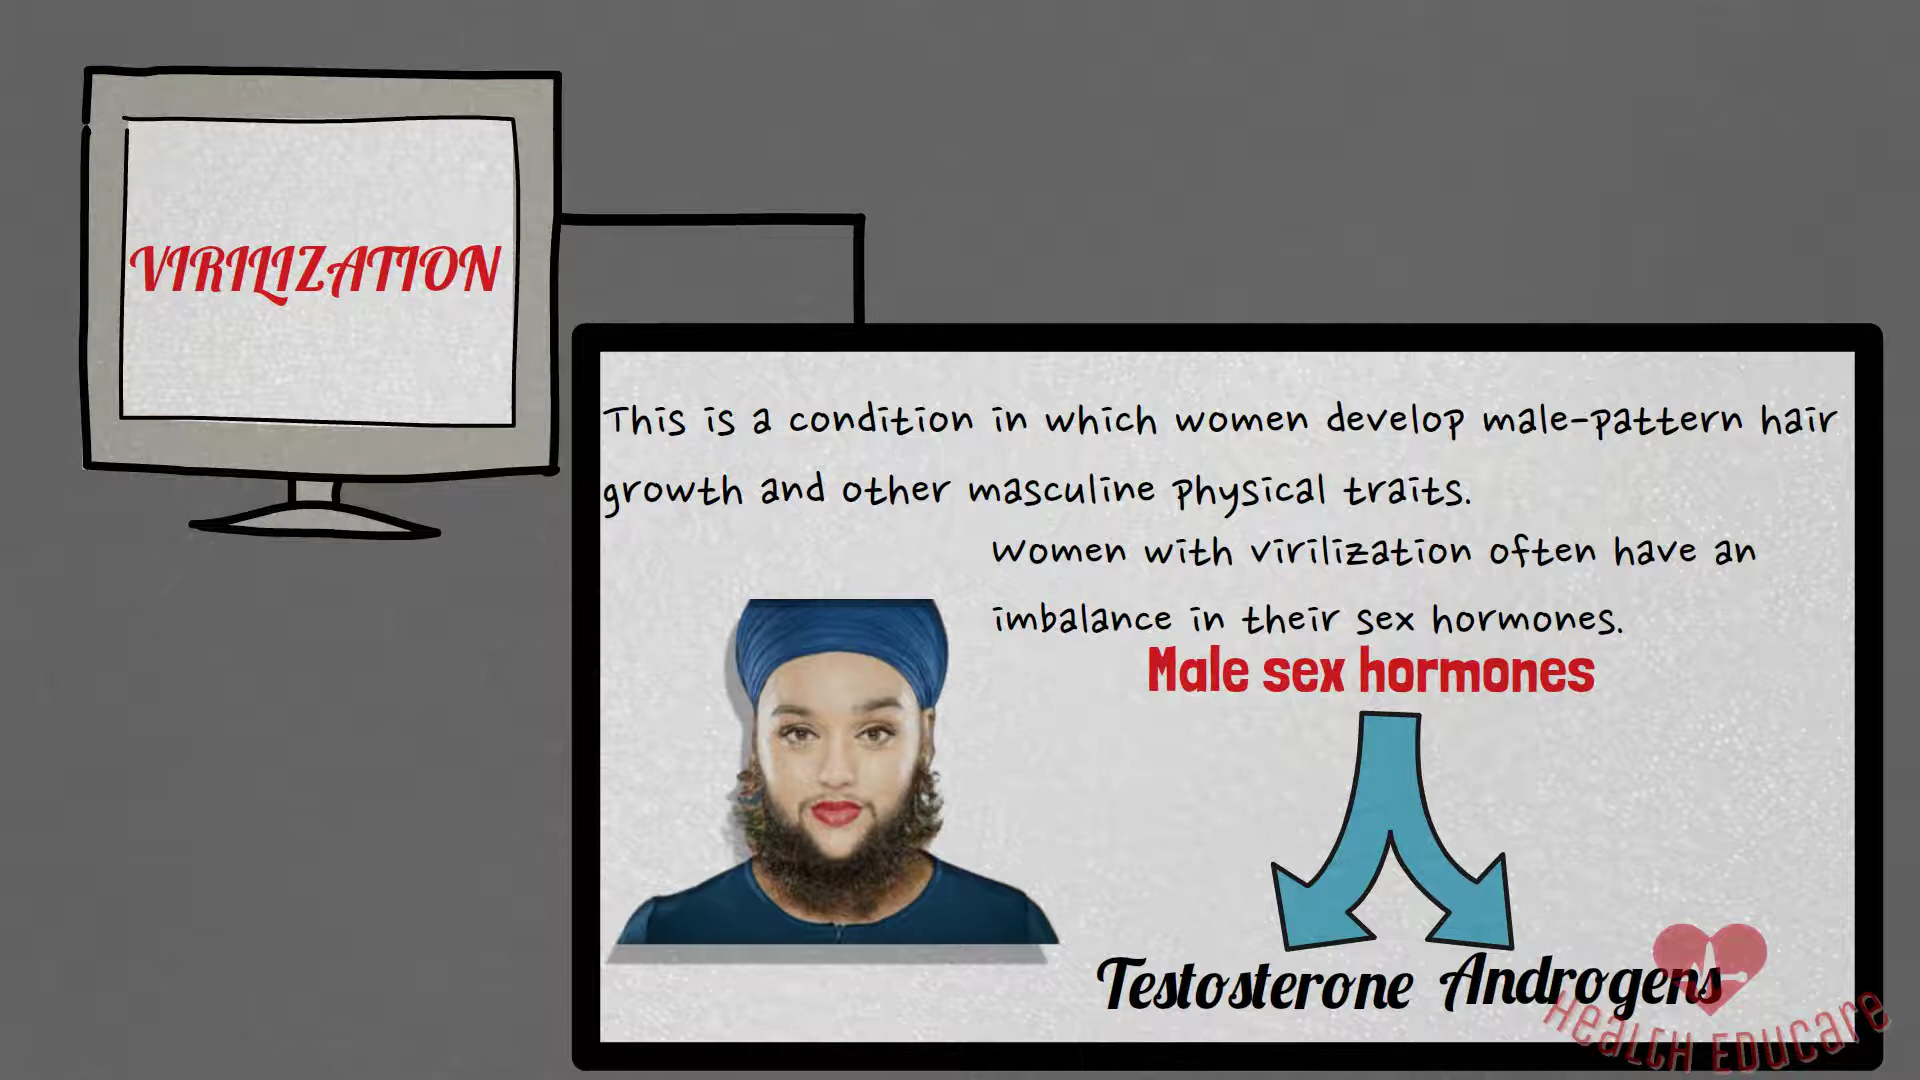 VIRILIZATION
This is a condition in which women develop male-pattern hair
growth and other masculine physical traits.
Women with virilization often have an
imbalance in their sex hormones.
Male sex hormones
Testosterone Androgens
Health Educare